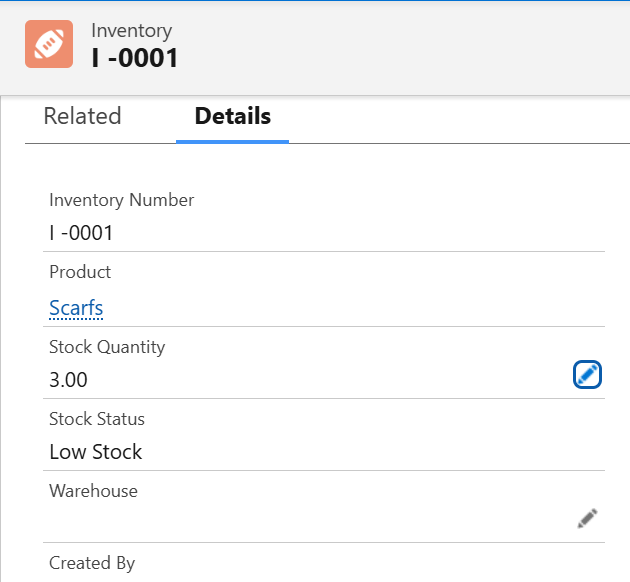 Inventory
I -0001
Related Details
Inventory Number
I -0001
Product
Scarfs
Stock Quantity
3.00
Stock Status
Low Stock
Warehouse
Created By